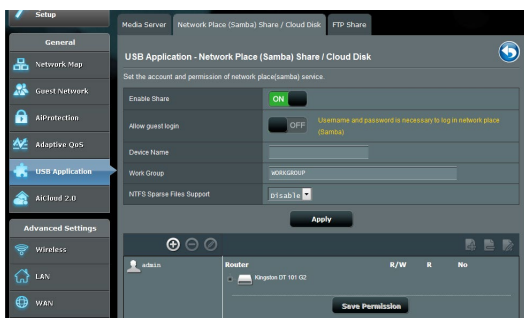 Setup
Media Server
Network Place (Samba) Share / Cloud Disk
FTP Share
General
Network Map
Guest Network
AiProtection
Adaptive QoS
USB Application
AiCloud 2.0
Advanced Settings
Wireless
LAN
WAN
USB Application - Network Place (Samba) Share / Cloud Disk
Set the account and permission of network place(samba) service.
Enable Share
ON
Allow guest login
OFF
Username and password is necessary to log in network place
(Samba)
Device Name
Work Group
WORKGROUP
NTFS Sparse Files Support
Disable
Apply
admin
Router R/W R No
Kingston DT 101 G2
Save Permission